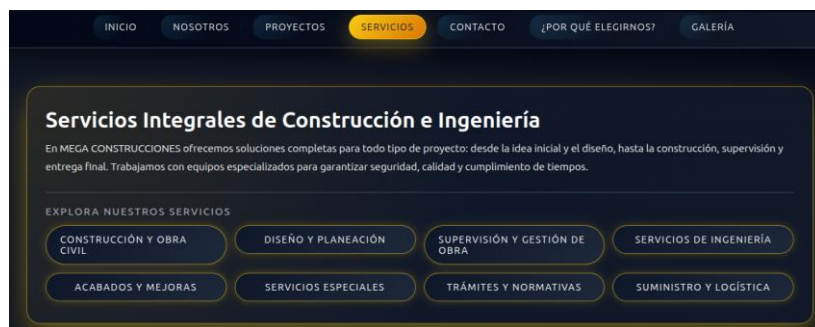 INICIO NOSOTROS PROYECTOS SERVICIOS CONTACTO ¿POR QUÉ ELEGIRNOS? GALERÍA
Servicios Integrales de Construcción e Ingeniería
En MEGA CONSTRUCCIONES ofrecemos soluciones completas para todo tipo de proyecto: desde la idea inicial y el diseño, hasta la construcción, supervisión y
entrega final. Trabajamos con equipos especializados para garantizar seguridad, calidad y cumplimiento de tiempos.
EXPLORA NUESTROS SERVICIOS
CONSTRUCCIÓN Y OBRA
CIVIL
DISEÑO Y PLANEACIÓN
SUPERVISIÓN Y GESTIÓN DE
OBRA
SERVICIOS DE INGENIERÍA
ACABADOS Y MEJORAS
SERVICIOS ESPECIALES
TRÁMITES Y NORMATIVAS
SUMINISTRO Y LOGÍSTICA